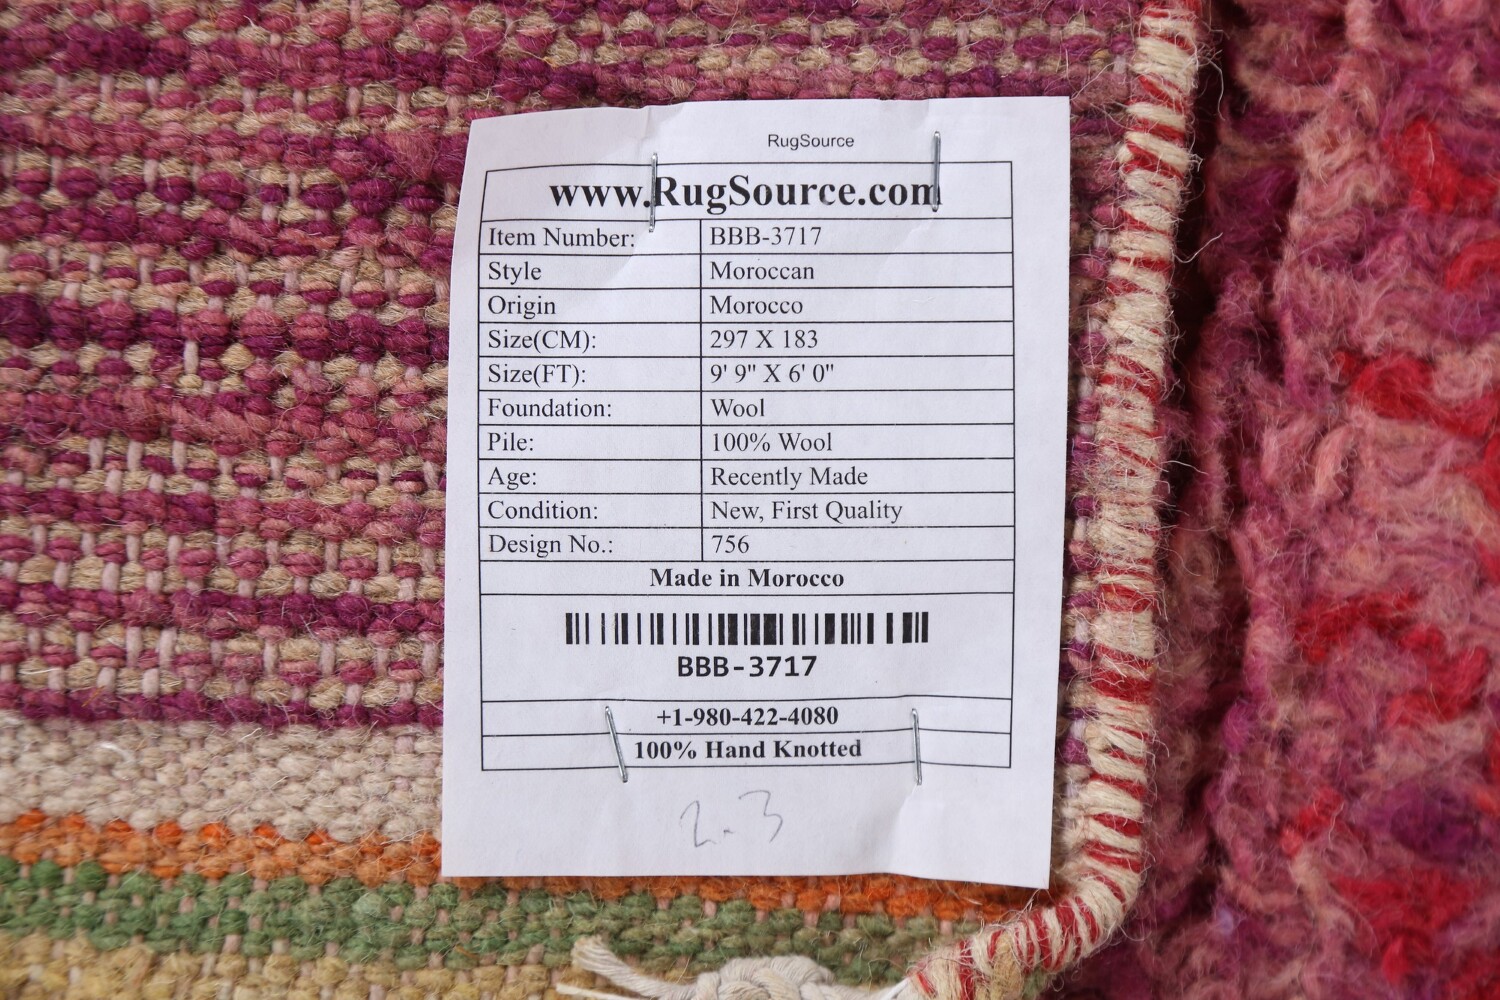 RugSource
www.RugSource.com
Item Number: BBB-3717
Style Moroccan
Origin Morocco
Size(CM): 297 X 183
Size(FT): 9' 9" X 6' 0"
Foundation: Wool
Pile: 100% Wool
Age: Recently Made
Condition: New, First Quality
Design No.: 756
Made in Morocco
BBB-3717
+1-980-422-4080
100% Hand Knotted
2.3